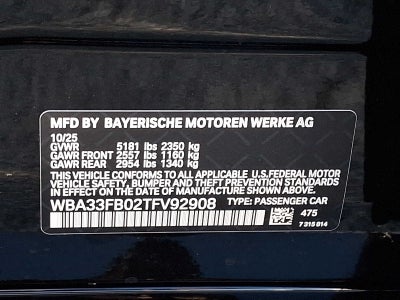 MFD BY BAYERISCHE MOTOREN WERKE AG
10/25
GVWR 5181 lbs 2350 kg
GAWR FRONT 2557 lbs 1160 kg
GAWR REAR 2954 lbs 1340 kg
THIS VEHICLE CONFORMS TO ALL APPLICABLE U.S.FEDERAL MOTOR
VEHICLE SAFETY, BUMPER AND THEFT PREVENTION STANDARDS
IN EFFECT ON THE DATE OF MANUFACTURE SHOWN ABOVE.
WBA33FB02TFV92908 TYPE: PASSENGER CAR
475
7 315 014